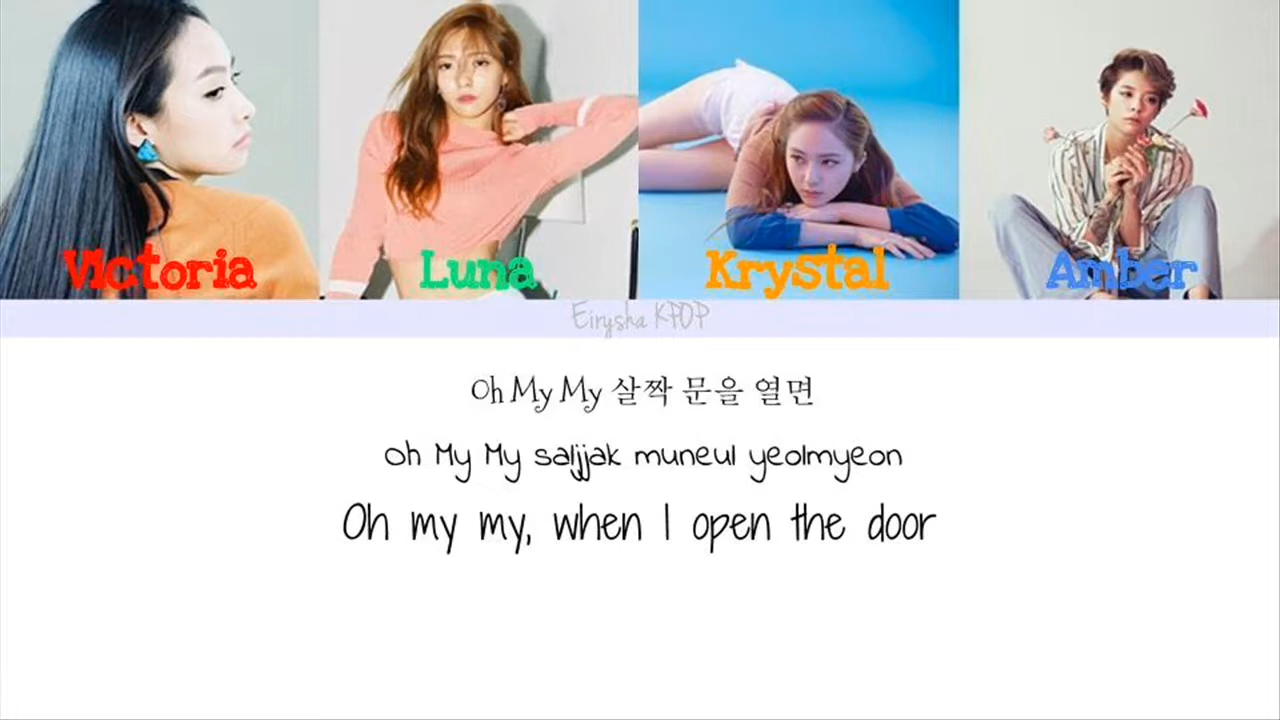 Victoria
Luna
Krystal
Amber
Eirysha KPOP
Oh My My 살짝 문을 열면
Oh My My saljjak muneul yeolmyeon
Oh my my, when I open the door